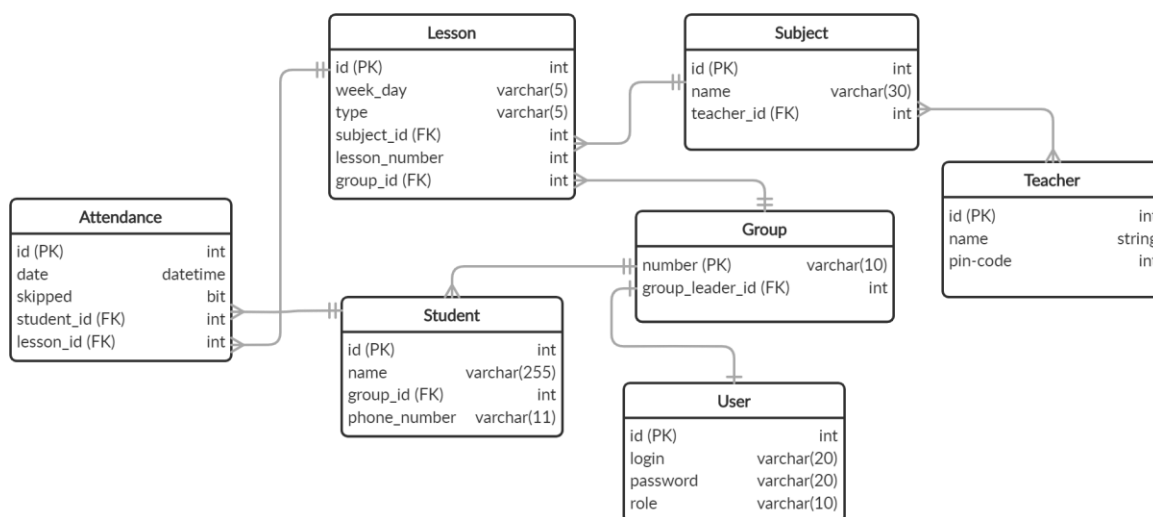 Lesson
id (PK) int
week_day varchar(5)
type varchar(5)
subject_id (FK) int
lesson_number int
group_id (FK) int
Subject
id (PK) int
name varchar(30)
teacher_id (FK) int
Teacher
id (PK) int
name string
pin-code int
Attendance
id (PK) int
date datetime
skipped bit
student_id (FK) int
lesson_id (FK) int
Group
number (PK) varchar(10)
group_leader_id (FK) int
Student
id (PK) int
name varchar(255)
group_id (FK) int
phone_number varchar(11)
User
id (PK) int
login varchar(20)
password varchar(20)
role varchar(10)